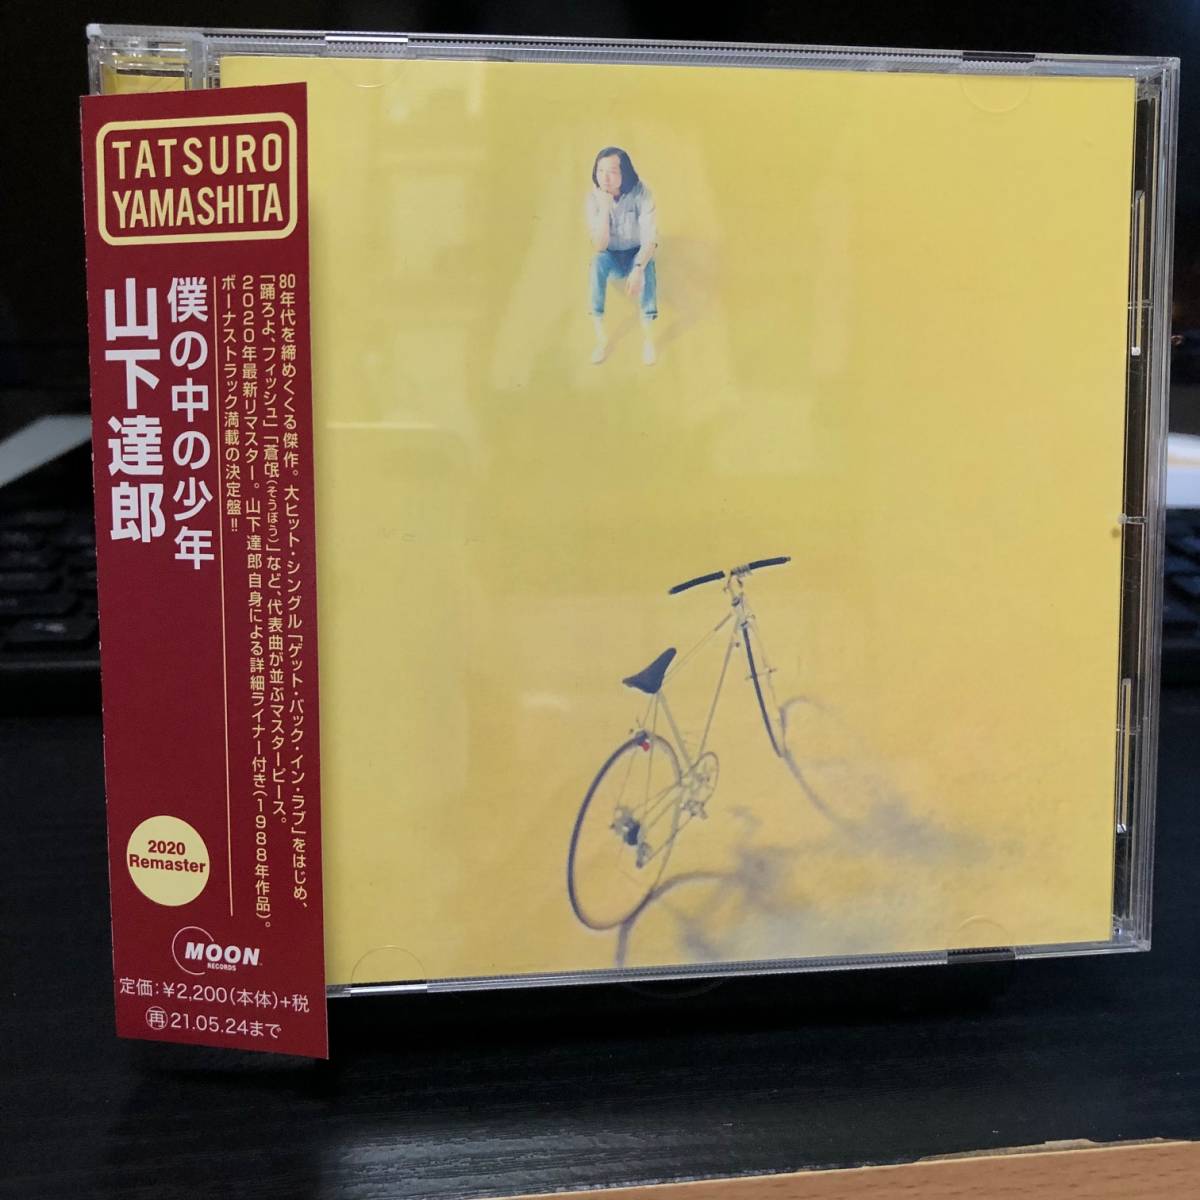 TATSURO
YAMASHITA
僕の中の少年
山下達郎
80年代を締めくくる傑作。大ヒット・シングル「ゲット・バック・イン・ラブ」をはじめ、
「踊ろよ、フィッシュ」「蒼氓(そうぼう)」など、代表曲が並ぶマスターピース。
2020年最新リマスター。山下達郎自身による詳細ライナー付き(1988年作品)。
ボーナストラック満載の決定盤!!
2020
Remaster
MOON
RECORDS
定価:¥2,200(本体)+税
再21.05.24まで